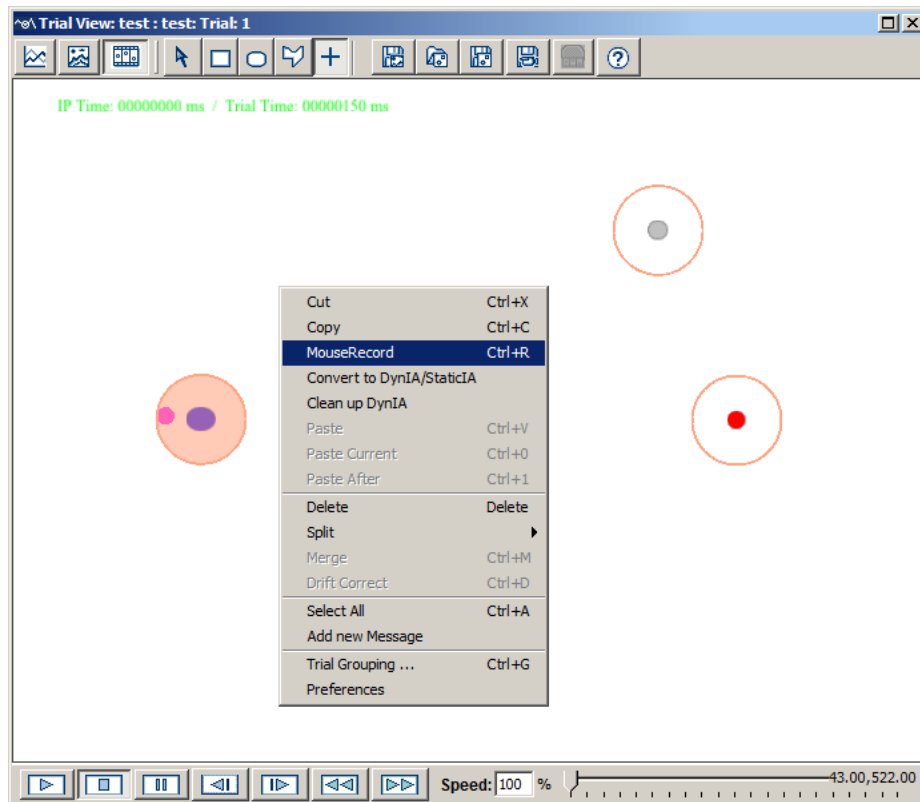 Trial View: test : test: Trial: 1
IP Time: 00000000 ms / Trial Time: 00000150 ms
Cut Ctrl+X
Copy Ctrl+C
MouseRecord Ctrl+R
Convert to DynIA/StaticIA
Clean up DynIA
Paste Ctrl+V
Paste Current Ctrl+0
Paste After Ctrl+1
Delete Delete
Split
Merge Ctrl+M
Drift Correct Ctrl+D
Select All Ctrl+A
Add new Message
Trial Grouping ... Ctrl+G
Preferences
Speed: 100 % 43.00,522.00